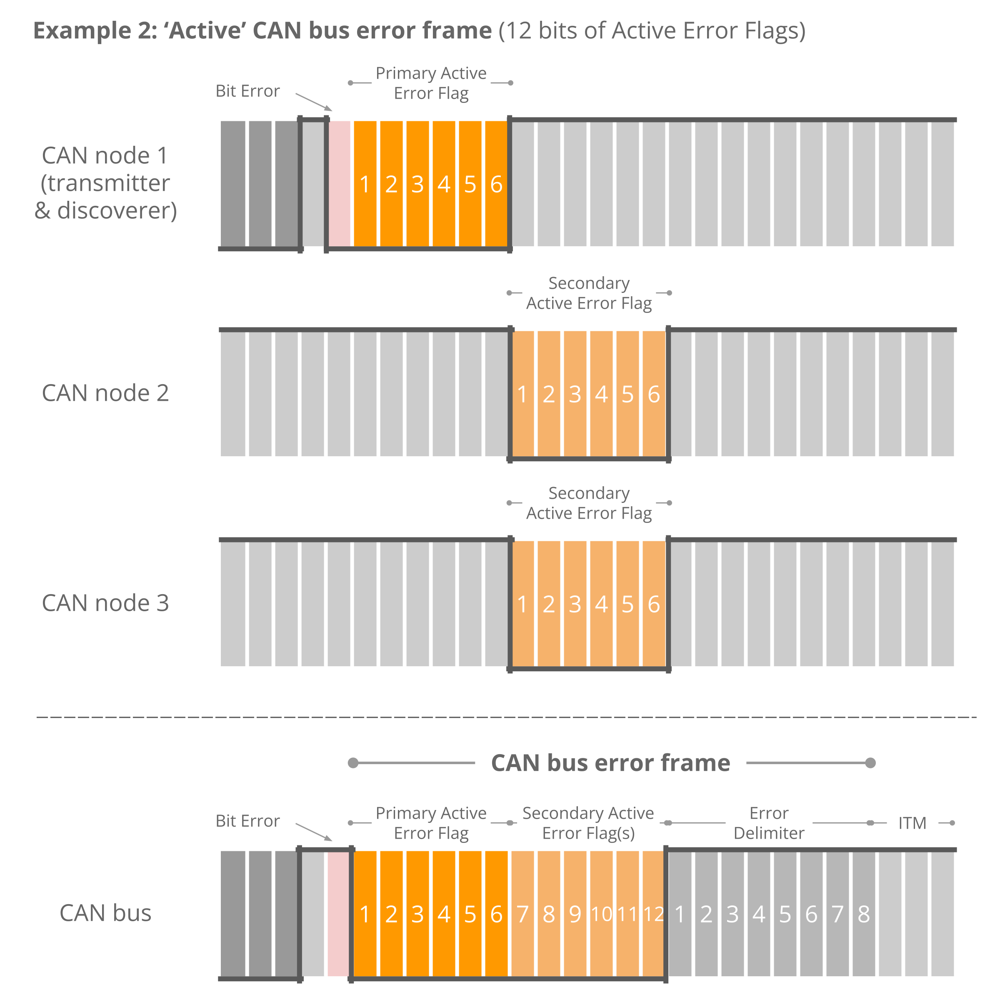 Example 2: ‘Active‘ CAN bus error frame (12 bits of Active Error Flags)
Bit Error
Primary Active
Error Flag
CAN node 1
(transmitter
& discoverer)
1 2 3 4 5 6
Secondary
Active Error Flag
CAN node 2
1 2 3 4 5 6
Secondary
Active Error Flag
CAN node 3
1 2 3 4 5 6
CAN bus error frame
Bit Error
Primary Active
Error Flag
Secondary Active
Error Flag(s)
Error
Delimiter
ITM
CAN bus
1 2 3 4 5 6 7 8 9 10 11 12 1 2 3 4 5 6 7 8